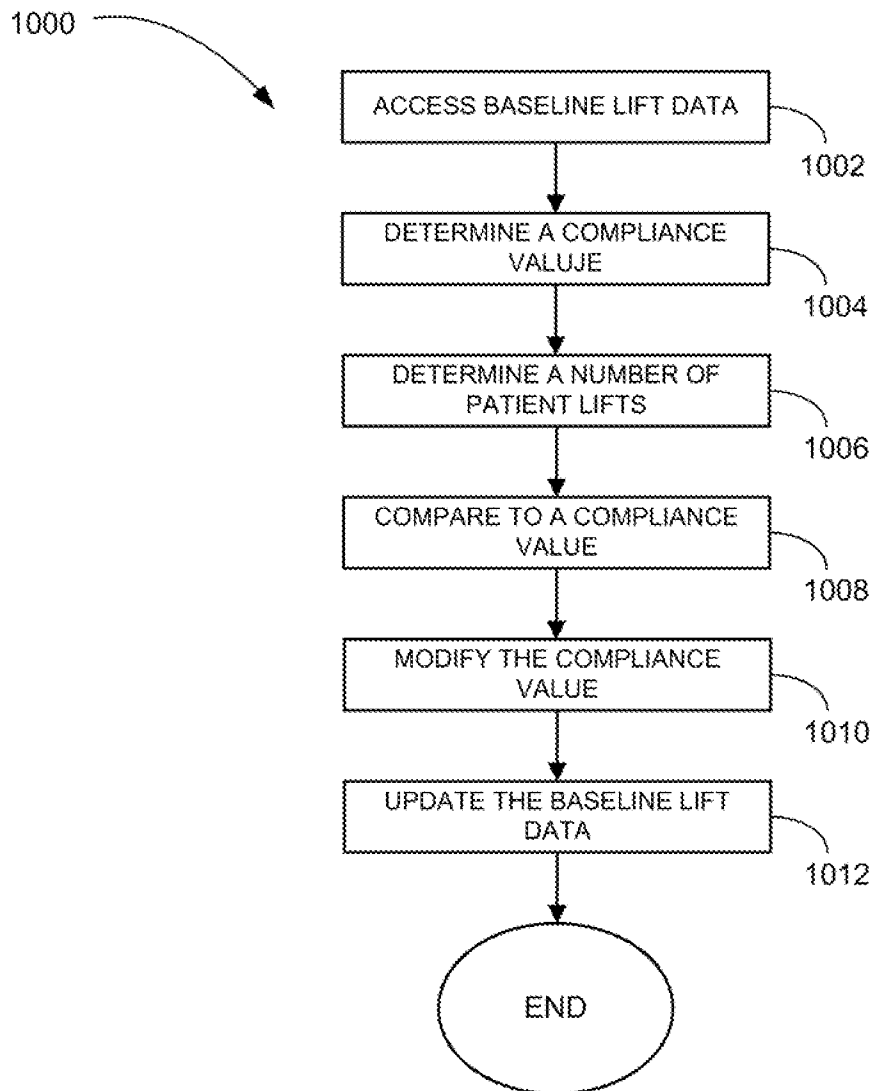 1000
ACCESS BASELINE LIFT DATA
1002
DETERMINE A COMPLIANCE
VALUJE
1004
DETERMINE A NUMBER OF
PATIENT LIFTS
1006
COMPARE TO A COMPLIANCE
VALUE
1008
MODIFY THE COMPLIANCE
VALUE
1010
UPDATE THE BASELINE LIFT
DATA
1012
END